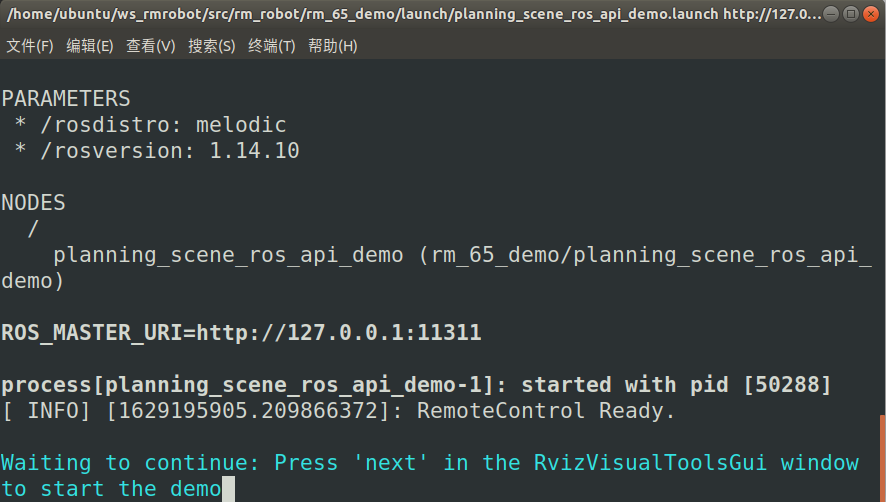 /home/ubuntu/ws_rmrobot/src/rm_robot/rm_65_demo/launch/planning_scene_ros_api_demo.launch http://127.0...
文件(F) 编辑(E) 查看(V) 搜索(S) 终端(T) 帮助(H)
PARAMETERS
* /rosdistro: melodic
* /rosversion: 1.14.10
NODES
/
planning_scene_ros_api_demo (rm_65_demo/planning_scene_ros_api_
demo)
ROS_MASTER_URI=http://127.0.0.1:11311
process[planning_scene_ros_api_demo-1]: started with pid [50288]
[ INFO] [1629195905.209866372]: RemoteControl Ready.
Waiting to continue: Press 'next' in the RvizVisualToolsGui window
to start the demo